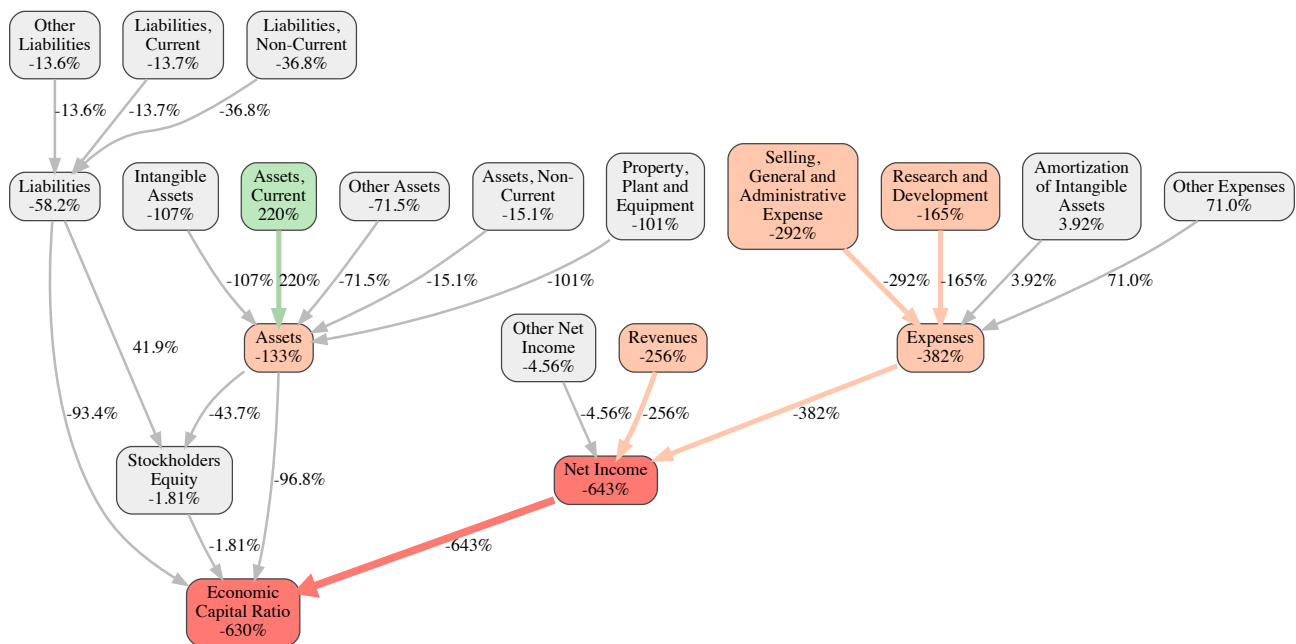 Other
Liabilities
-13.6%
Liabilities,
Current
-13.7%
Liabilities,
Non-Current
-36.8%
-13.6%
-13.7%
-36.8%
Liabilities
-58.2%
Intangible
Assets
-107%
Assets,
Current
220%
Other Assets
-71.5%
Assets, Non-
Current
-15.1%
Property,
Plant and
Equipment
-101%
Selling,
General and
Administrative
Expense
-292%
Research and
Development
-165%
Amortization
of Intangible
Assets
3.92%
Other Expenses
71.0%
-107%
220%
-71.5%
-15.1%
-101%
-292%
-165%
3.92%
71.0%
Assets
-133%
Other Net
Income
-4.56%
Revenues
-256%
Expenses
-382%
41.9%
-93.4%
-43.7%
-4.56%
-256%
-382%
Stockholders
Equity
-1.81%
-96.8%
Net Income
-643%
-1.81%
-643%
Economic
Capital Ratio
-630%